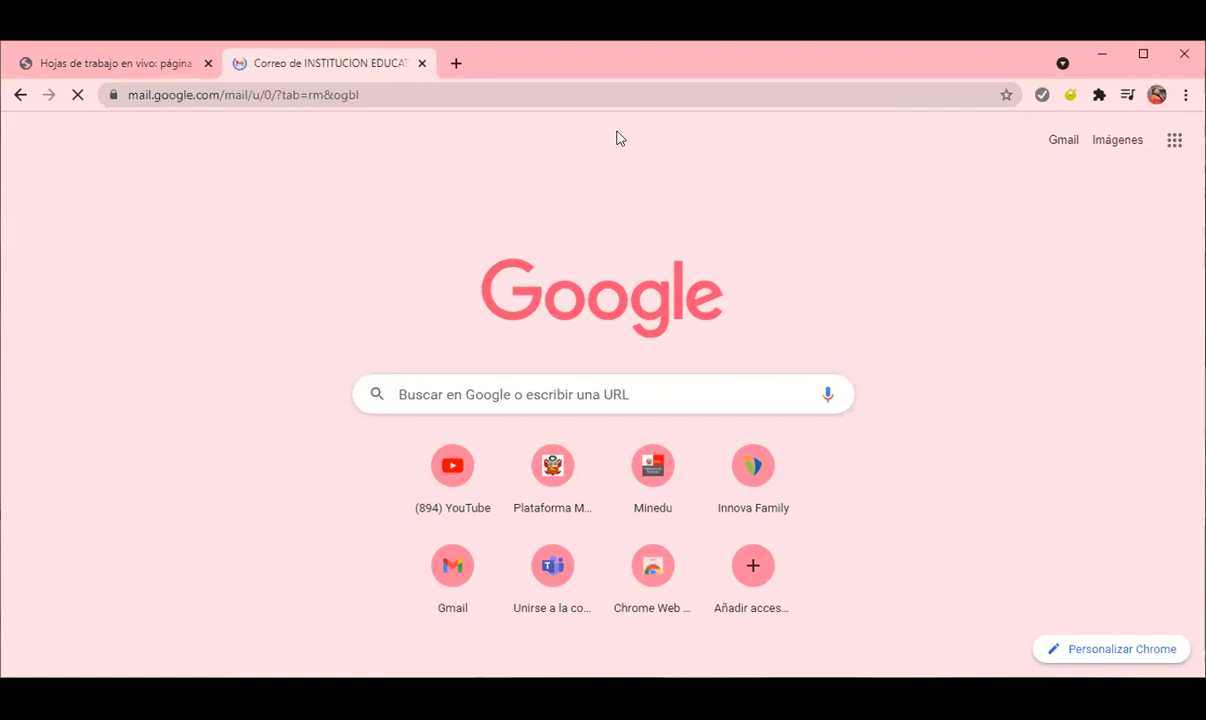 Hojas de trabajo en vivo: página
Correo de INSTITUCION EDUCAT
mail.google.com/mail/u/0/?tab=rm&ogbl
Gmail Imágenes
Google
Buscar en Google o escribir una URL
(894) YouTube Plataforma M... Minedu Innova Family
Gmail Unirse a la co... Chrome Web ... Añadir acces...
Personalizar Chrome